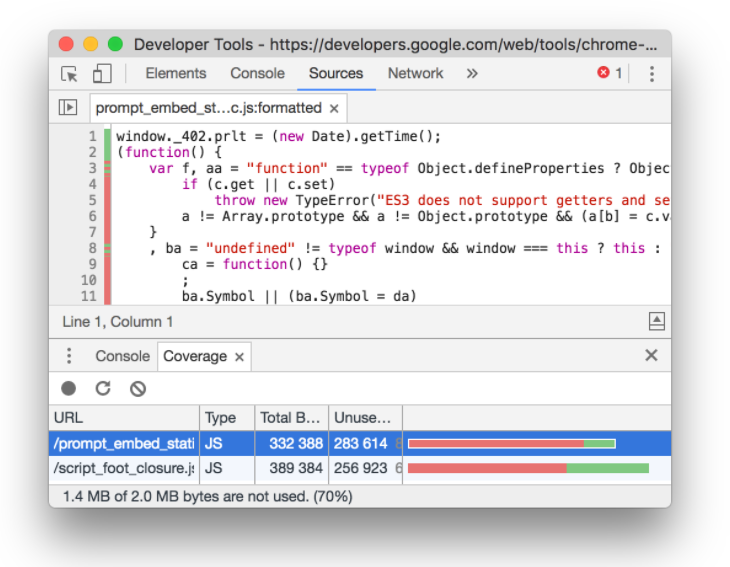 Developer Tools - https://developers.google.com/web/tools/chrome-...
Elements Console Sources Network » 1
prompt_embed_st...c.js:formatted ×
1 window._402.prlt = (new Date).getTime();
2 (function() {
3 var f, aa = "function" == typeof Object.defineProperties ? Objec
4 if (c.get || c.set)
5 throw new TypeError("ES3 does not support getters and se
6 a != Array.prototype && a != Object.prototype && (a[b] = c.va
7 }
8 , ba = "undefined" != typeof window && window === this ? this :
9 ca = function() {}
10 ;
11 ba.Symbol || (ba.Symbol = da)
Line 1, Column 1
Console Coverage ×
URL Type Total B... Unuse...
/prompt_embed_stati JS 332 388 283 614 8
/script_foot_closure.js JS 389 384 256 923 6
1.4 MB of 2.0 MB bytes are not used. (70%)